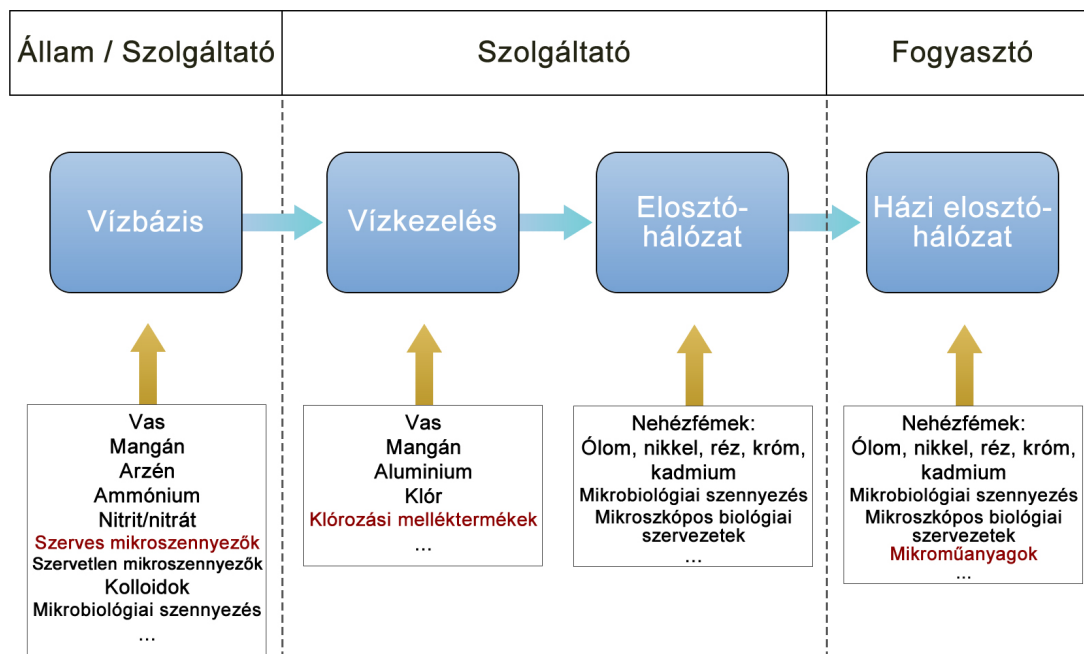 Állam / Szolgáltató
Szolgáltató
Fogyasztó
Vízbázis
Vízkezelés
Elosztó-
hálózat
Házi elosztó-
hálózat
Vas
Mangán
Arzén
Ammónium
Nitrit/nitrát
Szerves mikroszennyezők
Szervetlen mikroszennyezők
Kolloidok
Mikrobiológiai szennyezés
...
Vas
Mangán
Aluminium
Klór
Klórozási melléktermékek
...
Nehézfémek:
Ólom, nikkel, réz, króm,
kadmium
Mikrobiológiai szennyezés
Mikroszkópos biológiai
szervezetek
...
Nehézfémek:
Ólom, nikkel, réz, króm,
kadmium
Mikrobiológiai szennyezés
Mikroszkópos biológiai
szervezetek
Mikroműanyagok
...